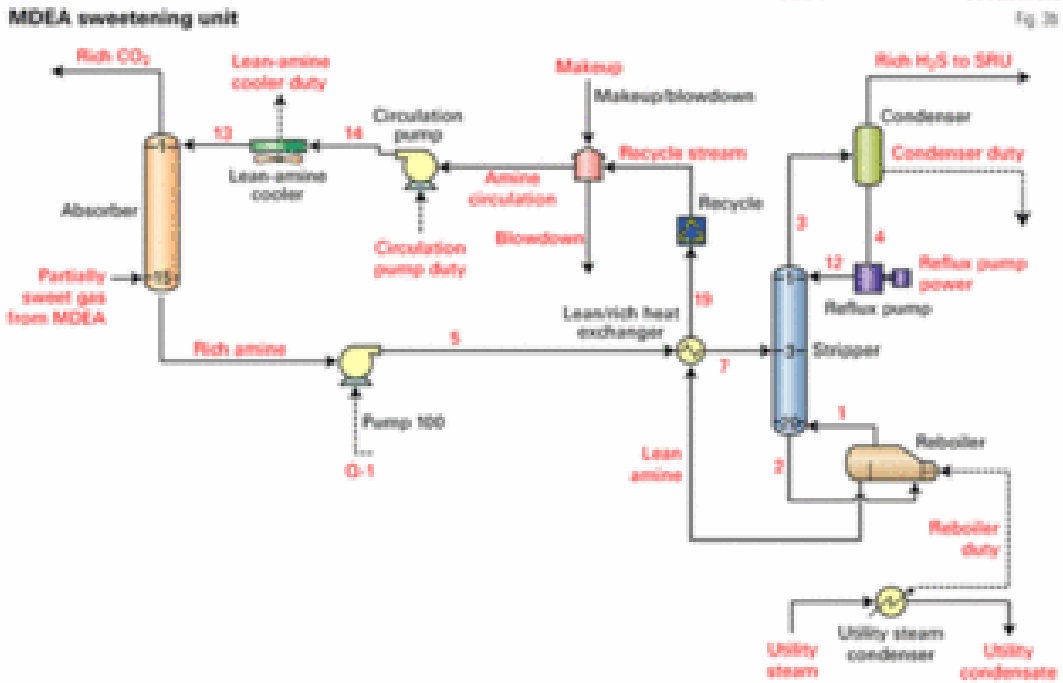 MDEA sweetening unit
Fig. 3b
Rich CO₂
Lean-amine
cooler duty
Makeup
Rich H₂S to SRU
Makeup/blowdown
Circulation
pump
Condenser
13
14
1
Recycle stream
Condenser duty
Lean-amine
cooler
Amine
circulation
Absorber
Recycle
3
4
Blowdown
Circulation
pump duty
12
Reflux pump
power
1
15
Partially
sweet gas
from MDEA
19
Reflux pump
Lean/rich heat
exchanger
Rich amine
5
7
3
Stripper
Pump 100
1
20
Reboiler
Q-1
Lean
amine
2
Reboiler
duty
Utility
steam
Utility steam
condenser
Utility
condensate